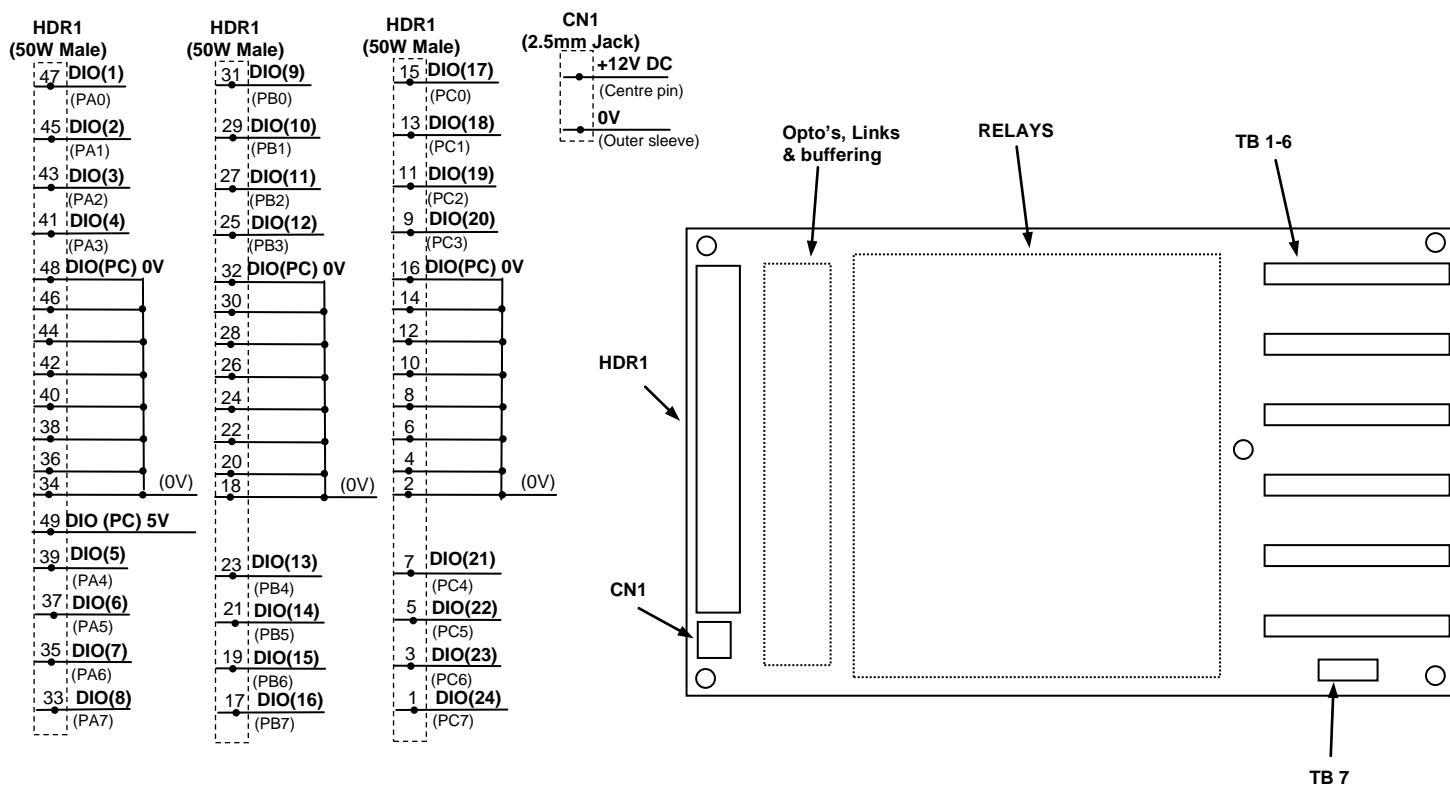 HDR1
(50W Male)
47 DIO(1)
(PA0)
45 DIO(2)
(PA1)
43 DIO(3)
(PA2)
41 DIO(4)
(PA3)
48 DIO(PC) 0V
46
44
42
40
38
36
34 (0V)
49 DIO (PC) 5V
39 DIO(5)
(PA4)
37 DIO(6)
(PA5)
35 DIO(7)
(PA6)
33 DIO(8)
(PA7)
HDR1
(50W Male)
31 DIO(9)
(PB0)
29 DIO(10)
(PB1)
27 DIO(11)
(PB2)
25 DIO(12)
(PB3)
32 DIO(PC) 0V
30
28
26
24
22
20
18 (0V)
23 DIO(13)
(PB4)
21 DIO(14)
(PB5)
19 DIO(15)
(PB6)
17 DIO(16)
(PB7)
HDR1
(50W Male)
15 DIO(17)
(PC0)
13 DIO(18)
(PC1)
11 DIO(19)
(PC2)
9 DIO(20)
(PC3)
16 DIO(PC) 0V
14
12
10
8
6
4
2 (0V)
7 DIO(21)
(PC4)
5 DIO(22)
(PC5)
3 DIO(23)
(PC6)
1 DIO(24)
(PC7)
CN1
(2.5mm Jack)
+12V DC
(Centre pin)
0V
(Outer sleeve)
Opto's, Links
& buffering
RELAYS
TB 1-6
HDR1
CN1
TB 7